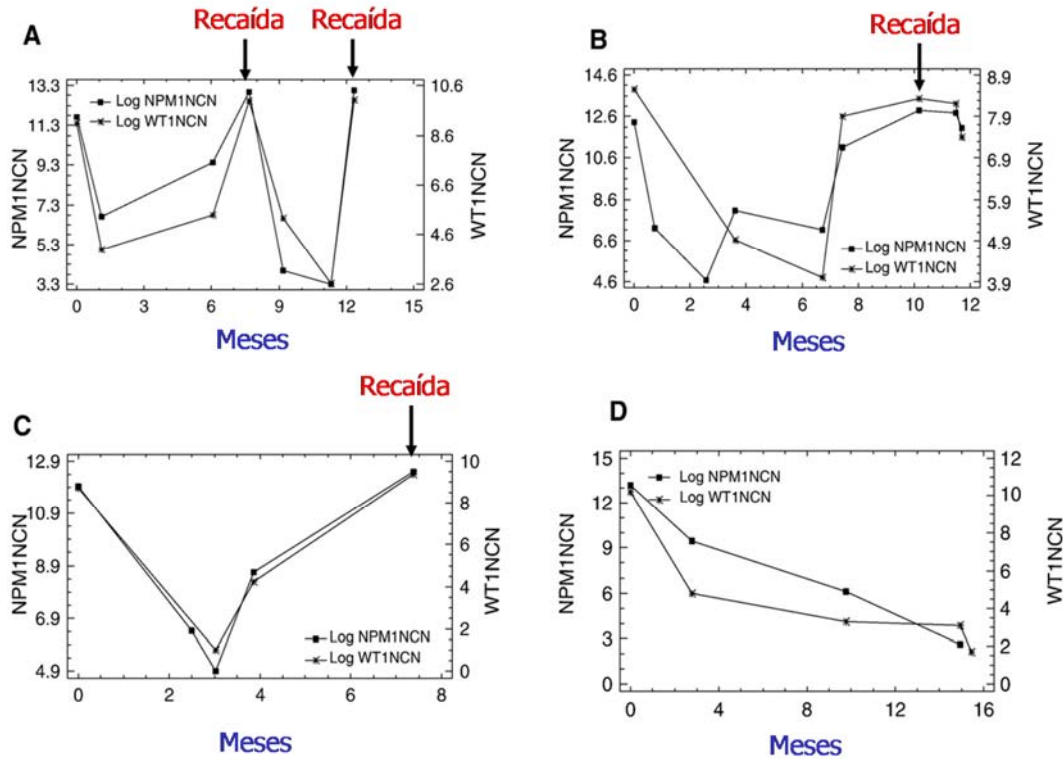 A
Recaída
Recaída
13.3
11.3
9.3
7.3
5.3
3.3
NPM1NCN
Log NPM1NCN
Log WT1NCN
10.6
8.6
6.6
4.6
2.6
WT1NCN
0 3 6 9 12 15
Meses
B
Recaída
14.6
12.6
10.6
8.6
6.6
4.6
NPM1NCN
Log NPM1NCN
Log WT1NCN
8.9
7.9
6.9
5.9
4.9
3.9
WT1NCN
0 2 4 6 8 10 12
Meses
C
Recaída
12.9
10.9
8.9
6.9
4.9
NPM1NCN
Log NPM1NCN
Log WT1NCN
10
8
6
4
2
0
WT1NCN
0 2 4 6 8
Meses
D
15
12
9
6
3
0
NPM1NCN
Log NPM1NCN
Log WT1NCN
12
10
8
6
4
2
0
WT1NCN
0 2 4 6 8 10 12 14 16
Meses